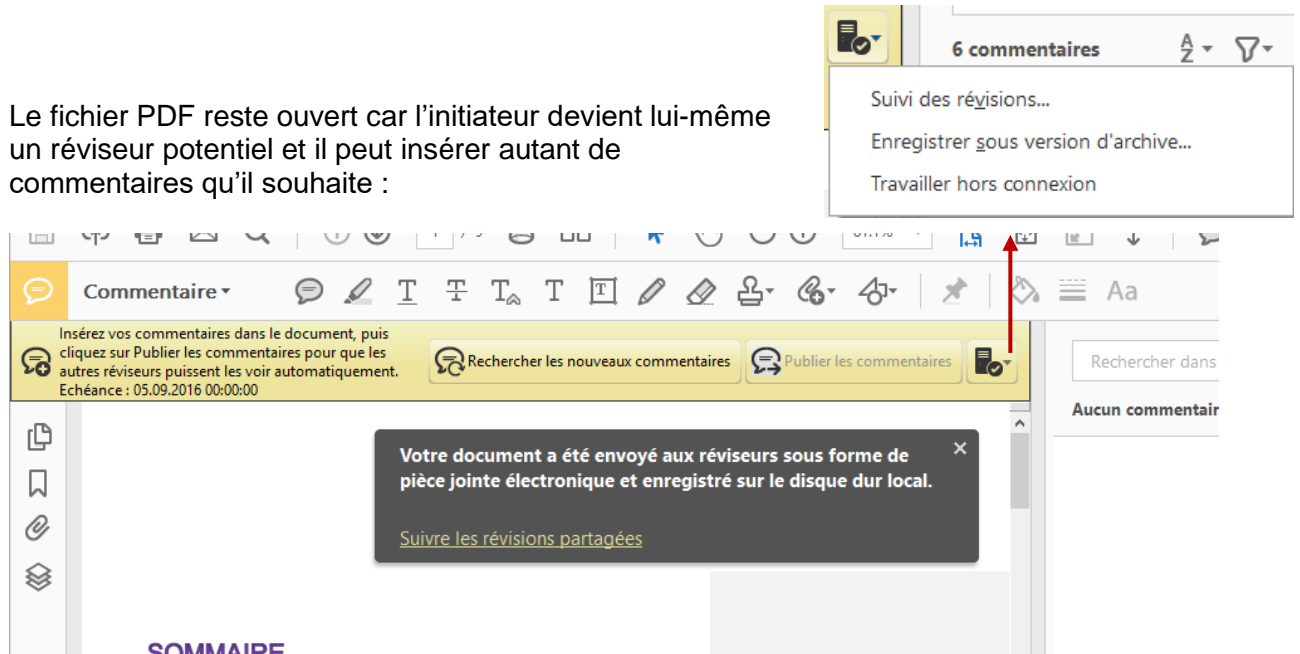 6 commentaires
Suivi des révisions...
Enregistrer sous version d'archive...
Travailler hors connexion
Le fichier PDF reste ouvert car l’initiateur devient lui-même
un réviseur potentiel et il peut insérer autant de
commentaires qu’il souhaite :
Commentaire
Aa
Insérez vos commentaires dans le document, puis
cliquez sur Publier les commentaires pour que les
autres réviseurs puissent les voir automatiquement.
Echéance : 05.09.2016 00:00:00
Rechercher les nouveaux commentaires
Publier les commentaires
Rechercher dans
Aucun commentair
Votre document a été envoyé aux réviseurs sous forme de
pièce jointe électronique et enregistré sur le disque dur local.
Suivre les révisions partagées
SOMMAIRE